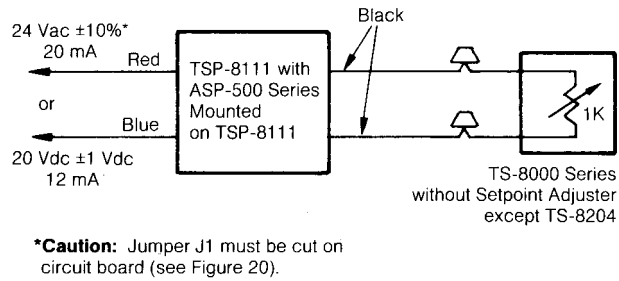 Black
24 Vac ±10%*
20 mA
Red
or
Blue
20 Vdc ±1 Vdc
12 mA
TSP-8111 with
ASP-500 Series
Mounted
on TSP-8111
1K
TS-8000 Series
without Setpoint Adjuster
except TS-8204
*Caution: Jumper J1 must be cut on
circuit board (see Figure 20).